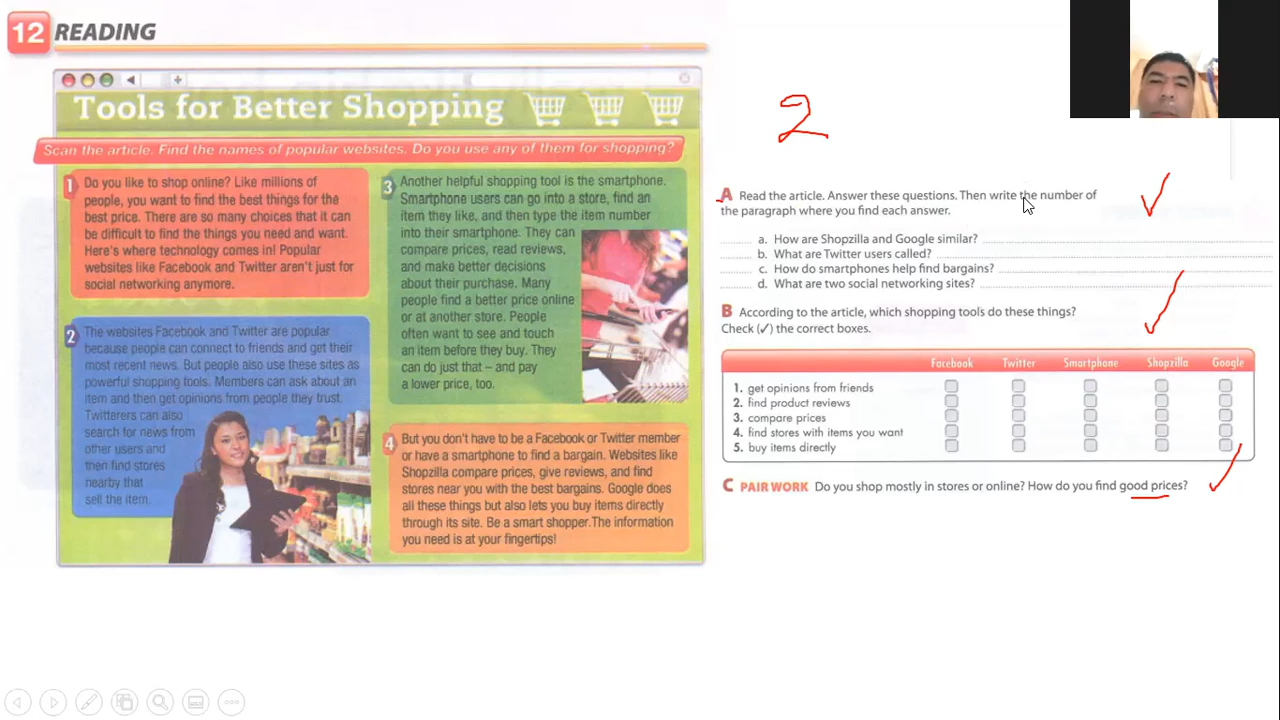 12 READING
Tools for Better Shopping
Scan the article. Find the names of popular websites. Do you use any of them for shopping?
1 Do you like to shop online? Like millions of
people, you want to find the best things for the
best price. There are so many choices that it can
be difficult to find the things you need and want.
Here's where technology comes in! Popular
websites like Facebook and Twitter aren't just for
social networking anymore.
2 The websites Facebook and Twitter are popular
because people can connect to friends and get their
most recent news. But people also use these sites as
powerful shopping tools. Members can ask about an
item and then get opinions from people they trust.
Twitterers can also
search for news from
other users and
then find stores
nearby that
sell the item.
3 Another helpful shopping tool is the smartphone.
Smartphone users can go into a store, find an
item they like, and then type the item number
into their smartphone. They can
compare prices, read reviews,
and make better decisions
about their purchase. Many
people find a better price online
or at another store. People
often want to see and touch
an item before they buy. They
can do just that – and pay
a lower price, too.
4 But you don't have to be a Facebook or Twitter member
or have a smartphone to find a bargain. Websites like
Shopzilla compare prices, give reviews, and find
stores near you with the best bargains. Google does
all these things but also lets you buy items directly
through its site. Be a smart shopper. The information
you need is at your fingertips!
2
A Read the article. Answer these questions. Then write the number of
the paragraph where you find each answer.
a. How are Shopzilla and Google similar?
b. What are Twitter users called?
c. How do smartphones help find bargains?
d. What are two social networking sites?
B According to the article, which shopping tools do these things?
Check (✓) the correct boxes.
Facebook Twitter Smartphone Shopzilla Google
1. get opinions from friends
2. find product reviews
3. compare prices
4. find stores with items you want
5. buy items directly
C PAIR WORK Do you shop mostly in stores or online? How do you find good prices?